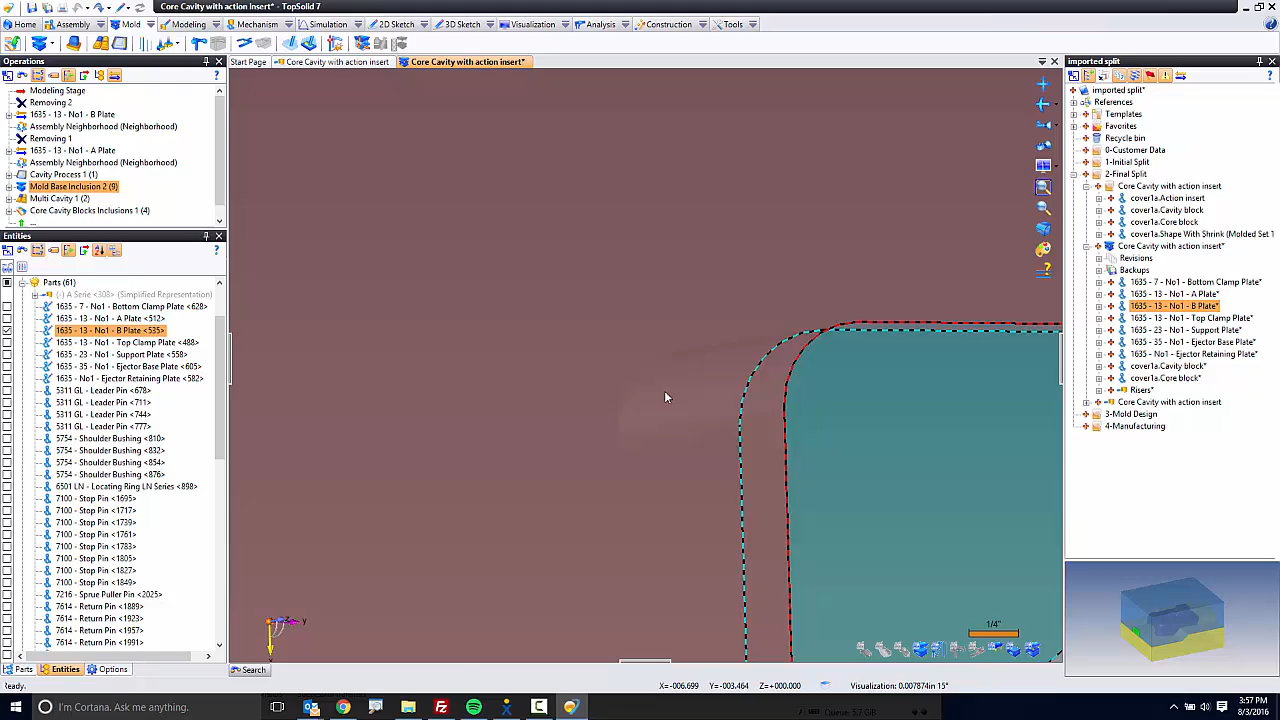 Core Cavity with action Insert* - TopSolid 7
Home Assembly Mold Modeling Mechanism Simulation 2D Sketch 3D Sketch Visualization Analysis Construction Tools
Operations
Modeling Stage
Removing 2
1635 - 13 - No1 - B Plate
Assembly Neighborhood (Neighborhood)
Removing 1
1635 - 13 - No1 - A Plate
Assembly Neighborhood (Neighborhood)
Cavity Process 1 (1)
Mold Base Inclusion 2 (9)
Multi Cavity 1 (2)
Core Cavity Blocks Inclusions 1 (4)
...
Entities
Parts (61)
(-) A Serie <308> (Simplified Representation)
1635 - 7 - No1 - Bottom Clamp Plate <628>
1635 - 13 - No1 - A Plate <512>
1635 - 13 - No1 - B Plate <535>
1635 - 13 - No1 - Top Clamp Plate <488>
1635 - 23 - No1 - Support Plate <558>
1635 - 35 - No1 - Ejector Base Plate <605>
1635 - No1 - Ejector Retaining Plate <582>
5311 GL - Leader Pin <678>
5311 GL - Leader Pin <711>
5311 GL - Leader Pin <744>
5311 GL - Leader Pin <777>
5754 - Shoulder Bushing <810>
5754 - Shoulder Bushing <832>
5754 - Shoulder Bushing <854>
5754 - Shoulder Bushing <876>
6501 LN - Locating Ring LN Series <898>
7100 - Stop Pin <1695>
7100 - Stop Pin <1717>
7100 - Stop Pin <1739>
7100 - Stop Pin <1761>
7100 - Stop Pin <1783>
7100 - Stop Pin <1805>
7100 - Stop Pin <1827>
7100 - Stop Pin <1849>
7216 - Sprue Puller Pin <2025>
7614 - Return Pin <1889>
7614 - Return Pin <1923>
7614 - Return Pin <1957>
7614 - Return Pin <1991>
Parts Entities Options
Start Page Core Cavity with action insert Core Cavity with action insert*
y
1/4"
Search
imported split
imported split*
References
Templates
Favorites
Recycle bin
0-Customer Data
1-Initial Split
2-Final Split
Core Cavity with action insert
cover1a.Action insert
cover1a.Cavity block
cover1a.Core block
cover1a.Shape With Shrink (Molded Set 1
Core Cavity with action insert*
Revisions
Backups
1635 - 7 - No1 - Bottom Clamp Plate*
1635 - 13 - No1 - A Plate*
1635 - 13 - No1 - B Plate*
1635 - 13 - No1 - Top Clamp Plate*
1635 - 23 - No1 - Support Plate*
1635 - 35 - No1 - Ejector Base Plate*
1635 - No1 - Ejector Retaining Plate*
cover1a.Cavity block*
cover1a.Core block*
Risers*
Core Cavity with action insert
3-Mold Design
4-Manufacturing
Ready.
X=-06.699 Y=-003.464 Z=+000.000 Visualization: 0.007874in 15°
I'm Cortana. Ask me anything.
3:57 PM
8/3/2016